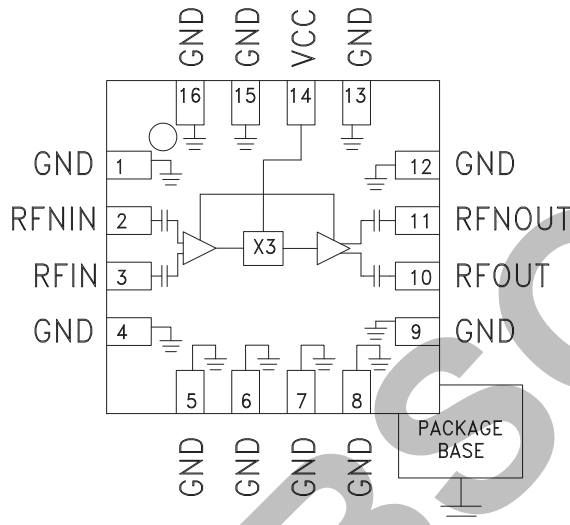 GND GND VCC GND
16 15 14 13
GND 1 12 GND
RFNIN 2 11 RFNOUT
X3
RFIN 3 10 RFOUT
GND 4 9 GND
5 6 7 8
GND GND GND GND
PACKAGE
BASE